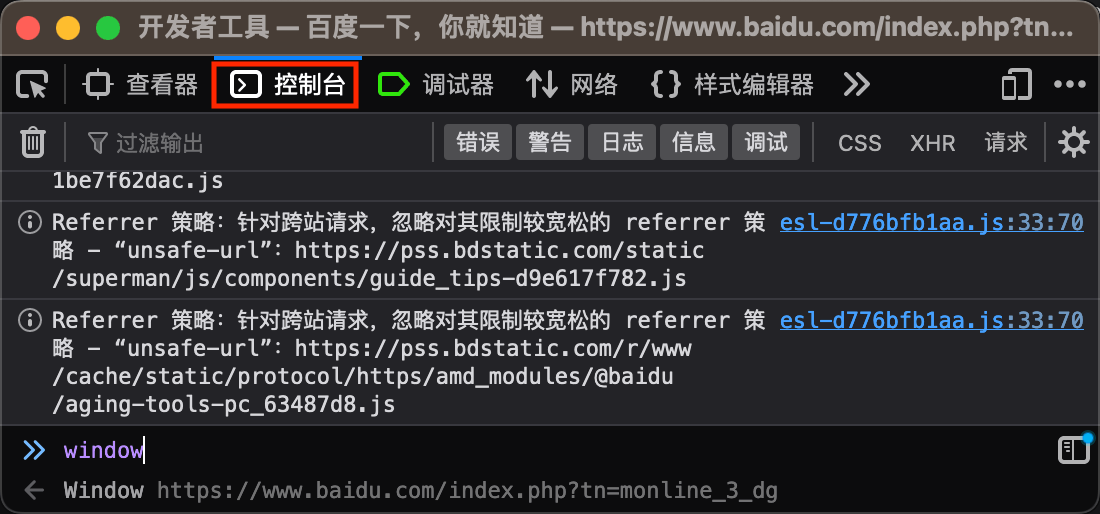 开发者工具 — 百度一下，你就知道 — https://www.baidu.com/index.php?tn=m...
查看器 控制台 调试器 网络 样式编辑器
过滤输出 错误 警告 日志 信息 调试 CSS XHR 请求
1be7f62dac.js
Referrer 策略：针对跨站请求，忽略对其限制较宽松的 referrer 策 esl-d776bfb1aa.js:33:70
略 — “unsafe-url”：https://pss.bdstatic.com/static
/superman/js/components/guide_tips-d9e617f782.js
Referrer 策略：针对跨站请求，忽略对其限制较宽松的 referrer 策 esl-d776bfb1aa.js:33:70
略 — “unsafe-url”：https://pss.bdstatic.com/r/www
/cache/static/protocol/https/amd_modules/@baidu
/aging-tools-pc_63487d8.js
window
Window https://www.baidu.com/index.php?tn=monline_3_dg